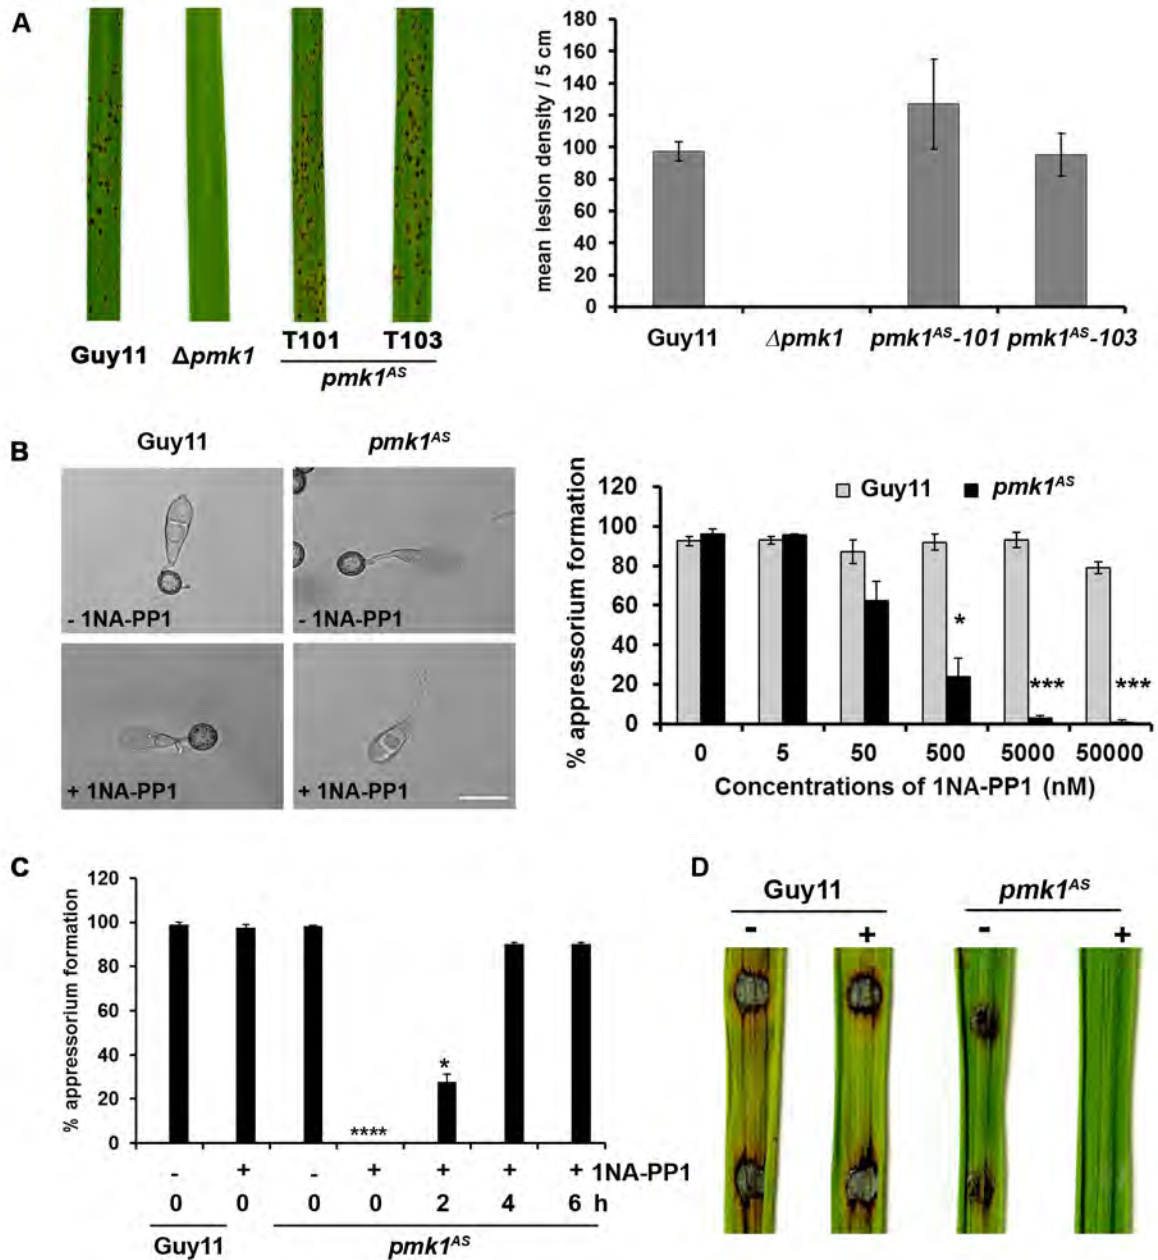 A
Guy11 Δpmk1 T101 T103
pmk1AS
mean lesion density / 5 cm
180
160
140
120
100
80
60
40
20
0
Guy11 Δpmk1 pmk1AS-101 pmk1AS-103
B
Guy11 pmk1AS
- 1NA-PP1 - 1NA-PP1
+ 1NA-PP1 + 1NA-PP1
% appressorium formation
Guy11 pmk1AS
120
100
80
60
40
20
0
*
***
***
0 5 50 500 5000 50000
Concentrations of 1NA-PP1 (nM)
C
% appressorium formation
120
100
80
60
40
20
0
****
*
- + - + + + + 1NA-PP1
0 0 0 0 2 4 6 h
Guy11 pmk1AS
D
Guy11 pmk1AS
- + - +